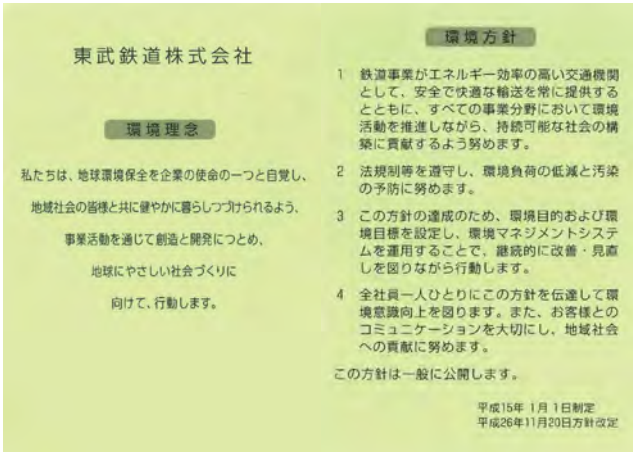 東武鉄道株式会社
環境理念
私たちは、地球環境保全を企業の使命の一つと自覚し、
地域社会の皆様と共に健やかに暮らしつづけられるよう、
事業活動を通じて創造と開発につとめ、
地球にやさしい社会づくりに
向けて、行動します。
環境方針
1 鉄道事業がエネルギー効率の高い交通機関
として、安全で快適な輸送を常に提供する
とともに、すべての事業分野において環境
活動を推進しながら、持続可能な社会の構
築に貢献するよう努めます。
2 法規制等を遵守し、環境負荷の低減と汚染
の予防に努めます。
3 この方針の達成のため、環境目的および環
境目標を設定し、環境マネジメントシステ
ムを運用することで、継続的に改善・見直
しを図りながら行動します。
4 全社員一人ひとりにこの方針を伝達して環
境意識向上を図ります。また、お客様との
コミュニケーションを大切にし、地域社会
への貢献に努めます。
この方針は一般に公開します。
平成15年 1月 1日制定
平成26年11月20日方針改定